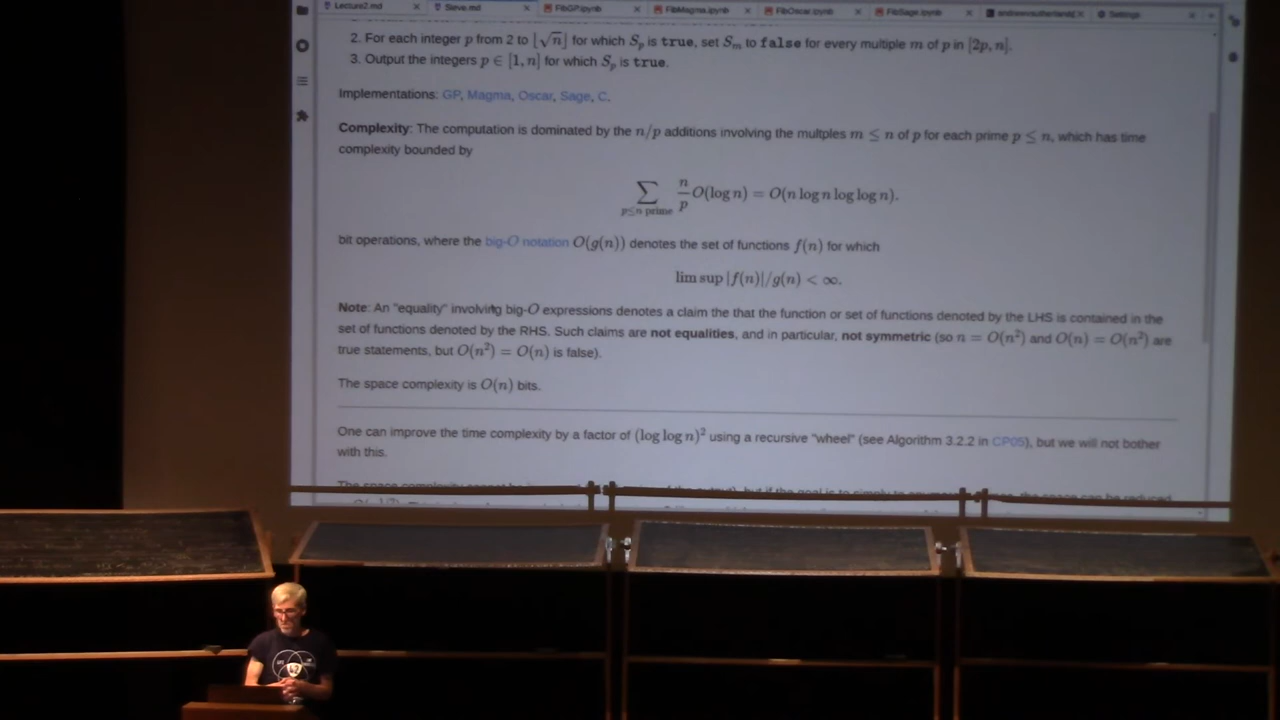 Lecture2.md Sieve.md FibGP.ipynb FibMagma.ipynb FibOscar.ipynb FibSage.ipynb Settings
2. For each integer p from 2 to ⌊√n⌋ for which S_p is true, set S_m to false for every multiple m of p in [2p, n].
3. Output the integers p ∈ [1, n] for which S_p is true.
Implementations: GP, Magma, Oscar, Sage, C.
Complexity: The computation is dominated by the n/p additions involving the multples m ≤ n of p for each prime p ≤ n, which has time
complexity bounded by
∑_{p≤n prime} n/p O(log n) = O(n log n log log n).
bit operations, where the big-O notation O(g(n)) denotes the set of functions f(n) for which
lim sup |f(n)|/g(n) < ∞.
Note: An "equality" involving big-O expressions denotes a claim the that the function or set of functions denoted by the LHS is contained in the
set of functions denoted by the RHS. Such claims are not equalities, and in particular, not symmetric (so n = O(n²) and O(n) = O(n²) are
true statements, but O(n²) = O(n) is false).
The space complexity is O(n) bits.
One can improve the time complexity by a factor of (log log n)² using a recursive "wheel" (see Algorithm 3.2.2 in CP05), but we will not bother
with this.
The space complexity